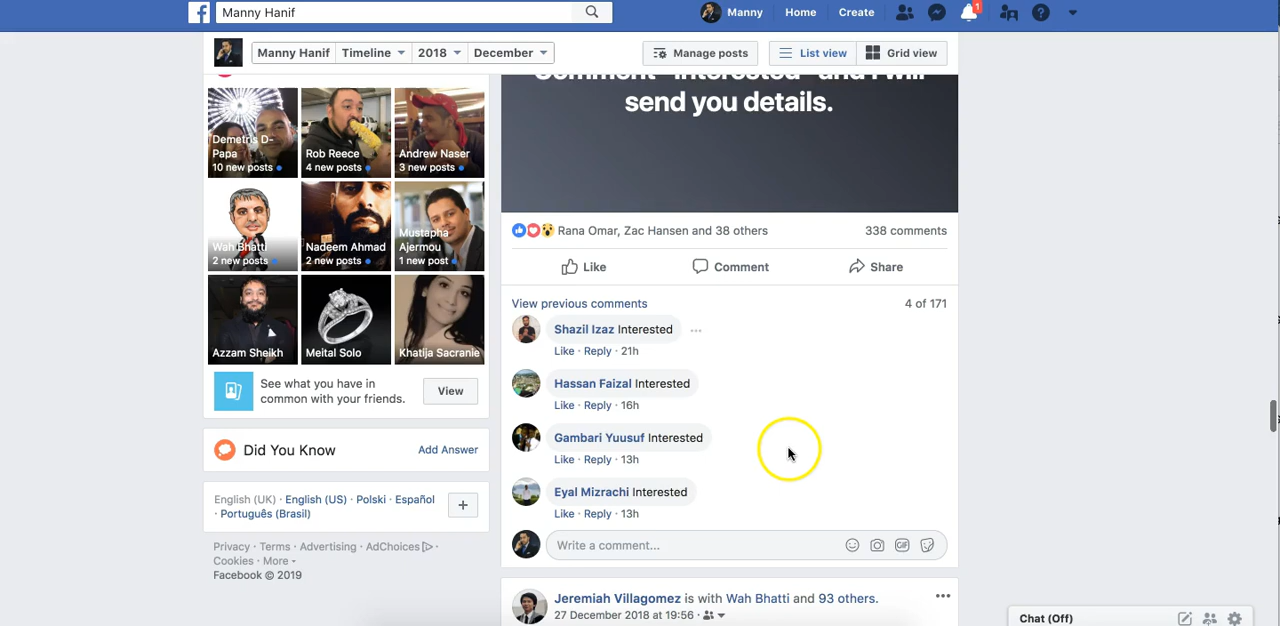 Manny Hanif
Manny
Home
Create
1
Manny Hanif
Timeline
2018
December
Manage posts
List view
Grid view
Demetris D-
Papa
10 new posts
Rob Reece
4 new posts
Andrew Naser
3 new posts
Wah Bhatti
2 new posts
Nadeem Ahmad
2 new posts
Mustapha
Ajermou
1 new post
Azzam Sheikh
Meital Solo
Khatija Sacranie
See what you have in
common with your friends.
View
Did You Know
Add Answer
English (UK) · English (US) · Polski · Español
· Português (Brasil)
Privacy · Terms · Advertising · AdChoices ·
Cookies · More
Facebook © 2019
Comment "Interested" and I will
send you details.
Rana Omar, Zac Hansen and 38 others
338 comments
Like
Comment
Share
View previous comments
4 of 171
Shazil Izaz Interested
Like · Reply · 21h
Hassan Faizal Interested
Like · Reply · 16h
Gambari Yuusuf Interested
Like · Reply · 13h
Eyal Mizrachi Interested
Like · Reply · 13h
Write a comment...
GIF
Jeremiah Villagomez is with Wah Bhatti and 93 others.
27 December 2018 at 19:56 ·
Chat (Off)